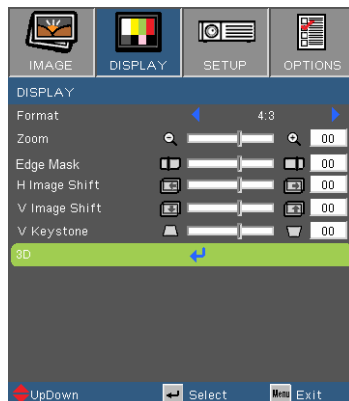 IMAGE DISPLAY SETUP OPTIONS
DISPLAY
Format 4:3
Zoom 00
Edge Mask 00
H Image Shift 00
V Image Shift 00
V Keystone 00
3D
UpDown Select Menu Exit